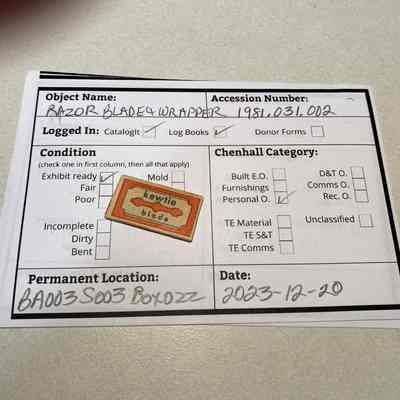 Object Name:
Accession Number:
RAZOR BLADE & WRAPPER 1981.031.002
Logged In: CatalogIt Log Books Donor Forms
Condition
(check one in first column, then all that apply)
Exhibit ready Mold
Fair
Poor
Incomplete
Dirty
Bent
Chenhall Category:
Built E.O. D&T O.
Furnishings Comms O.
Personal O. Rec. O.
TE Material Unclassified
TE S&T
TE Comms
kewtie
blade
Permanent Location:
BA003S003 Box022
Date:
2023-12-20